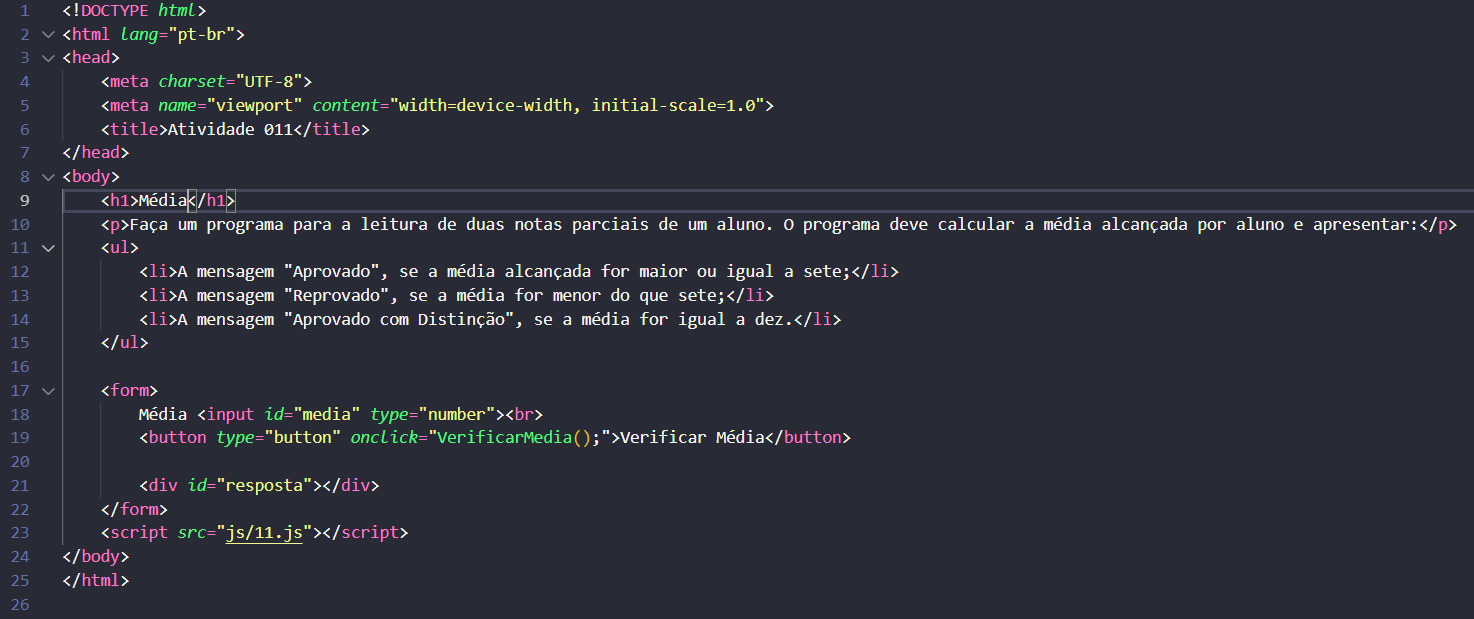 1 <!DOCTYPE html>
2 <html lang="pt-br">
3 <head>
4 <meta charset="UTF-8">
5 <meta name="viewport" content="width=device-width, initial-scale=1.0">
6 <title>Atividade 011</title>
7 </head>
8 <body>
9 <h1>Média</h1>
10 <p>Faça um programa para a leitura de duas notas parciais de um aluno. O programa deve calcular a média alcançada por aluno e apresentar:</p>
11 <ul>
12 <li>A mensagem "Aprovado", se a média alcançada for maior ou igual a sete;</li>
13 <li>A mensagem "Reprovado", se a média for menor do que sete;</li>
14 <li>A mensagem "Aprovado com Distinção", se a média for igual a dez.</li>
15 </ul>
16
17 <form>
18 Média <input id="media" type="number"><br>
19 <button type="button" onclick="VerificarMedia();">Verificar Média</button>
20
21 <div id="resposta"></div>
22 </form>
23 <script src="js/11.js"></script>
24 </body>
25 </html>
26